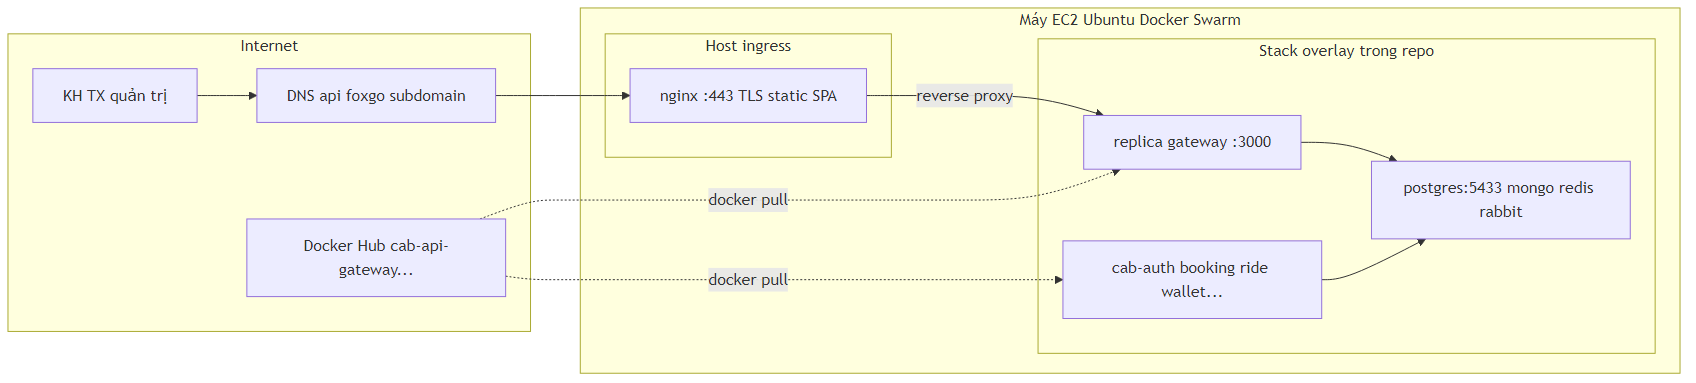 Internet
KH TX quản trị
DNS api foxgo subdomain
Docker Hub cab-api-
gateway...
Máy EC2 Ubuntu Docker Swarm
Host ingress
nginx :443 TLS static SPA
reverse proxy
docker pull
docker pull
Stack overlay trong repo
replica gateway :3000
postgres:5433 mongo redis
rabbit
cab-auth booking ride
wallet...